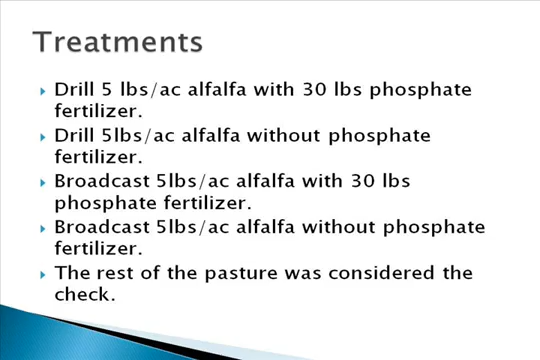 Treatments
Drill 5 lbs/ac alfalfa with 30 lbs phosphate
fertilizer.
Drill 5lbs/ac alfalfa without phosphate
fertilizer.
Broadcast 5lbs/ac alfalfa with 30 lbs
phosphate fertilizer.
Broadcast 5lbs/ac alfalfa without phosphate
fertilizer.
The rest of the pasture was considered the
check.